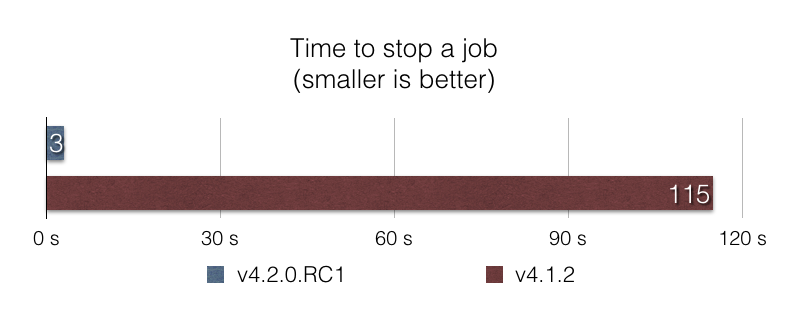 Time to stop a job
(smaller is better)
3
115
0 s 30 s 60 s 90 s 120 s
v4.2.0.RC1 v4.1.2